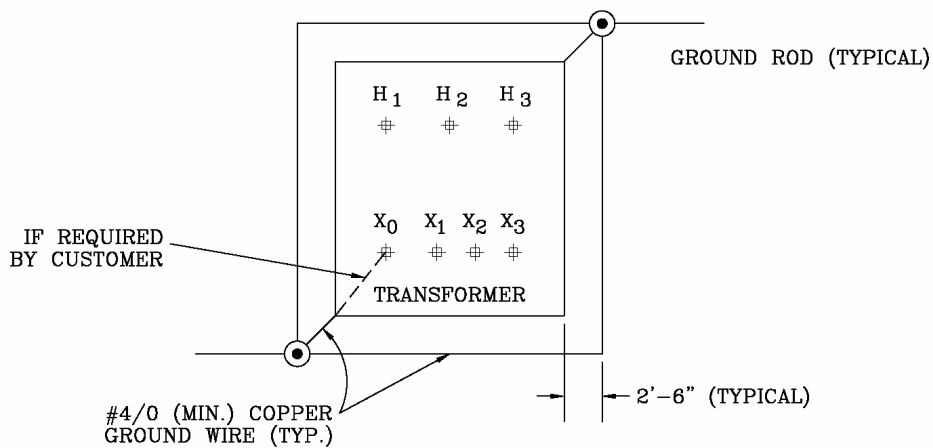 GROUND ROD (TYPICAL)
H1 H2 H3
X0 X1 X2 X3
IF REQUIRED
BY CUSTOMER
TRANSFORMER
2'-6" (TYPICAL)
#4/0 (MIN.) COPPER
GROUND WIRE (TYP.)